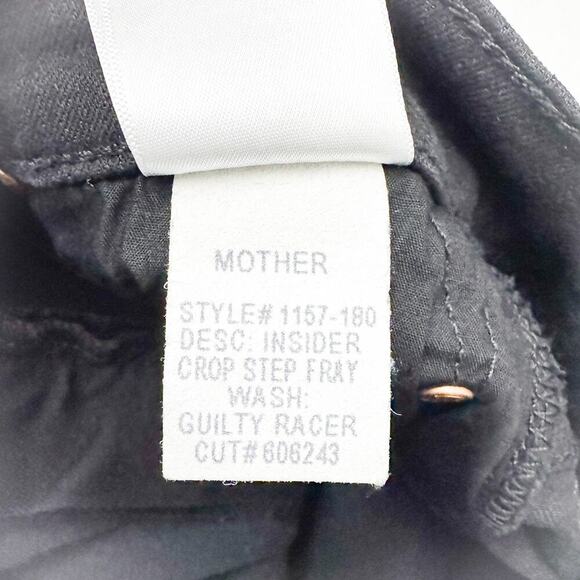 MOTHER
STYLE# 1157-180
DESC: INSIDER
CROP STEP FRAY
WASH:
GUILTY RACER
CUT# 606243